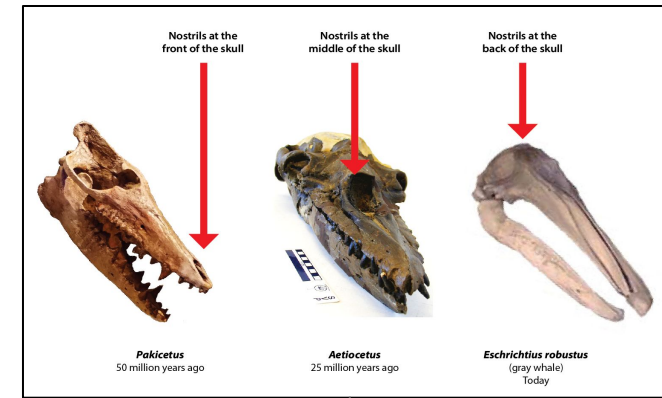 Nostrils at the
front of the skull
Nostrils at the
middle of the skull
Nostrils at the
back of the skull
Pakicetus
50 million years ago
Aetiocetus
25 million years ago
Eschrichtius robustus
(gray whale)
Today